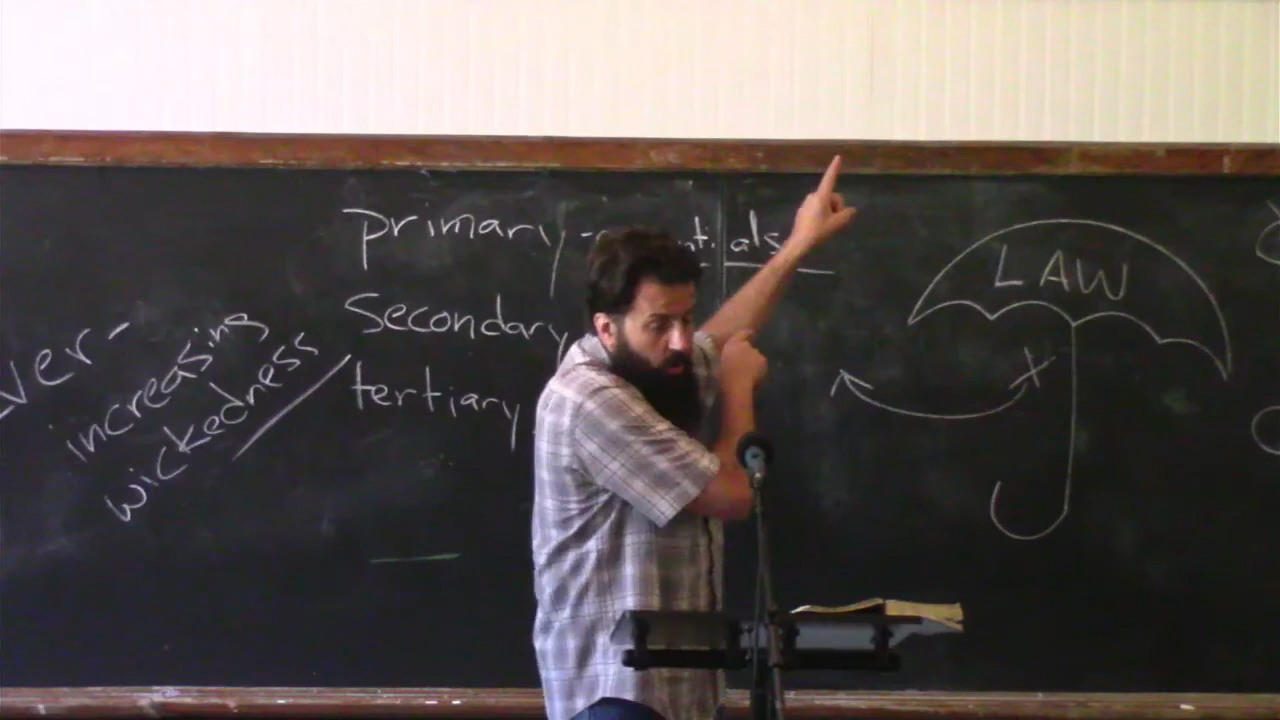 ver-
increasing
wickedness
primary -
secondary
tertiary
LAW